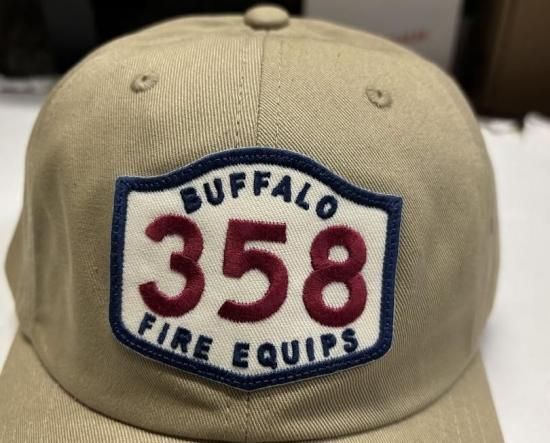 BUFFALO
358
FIRE EQUIPS